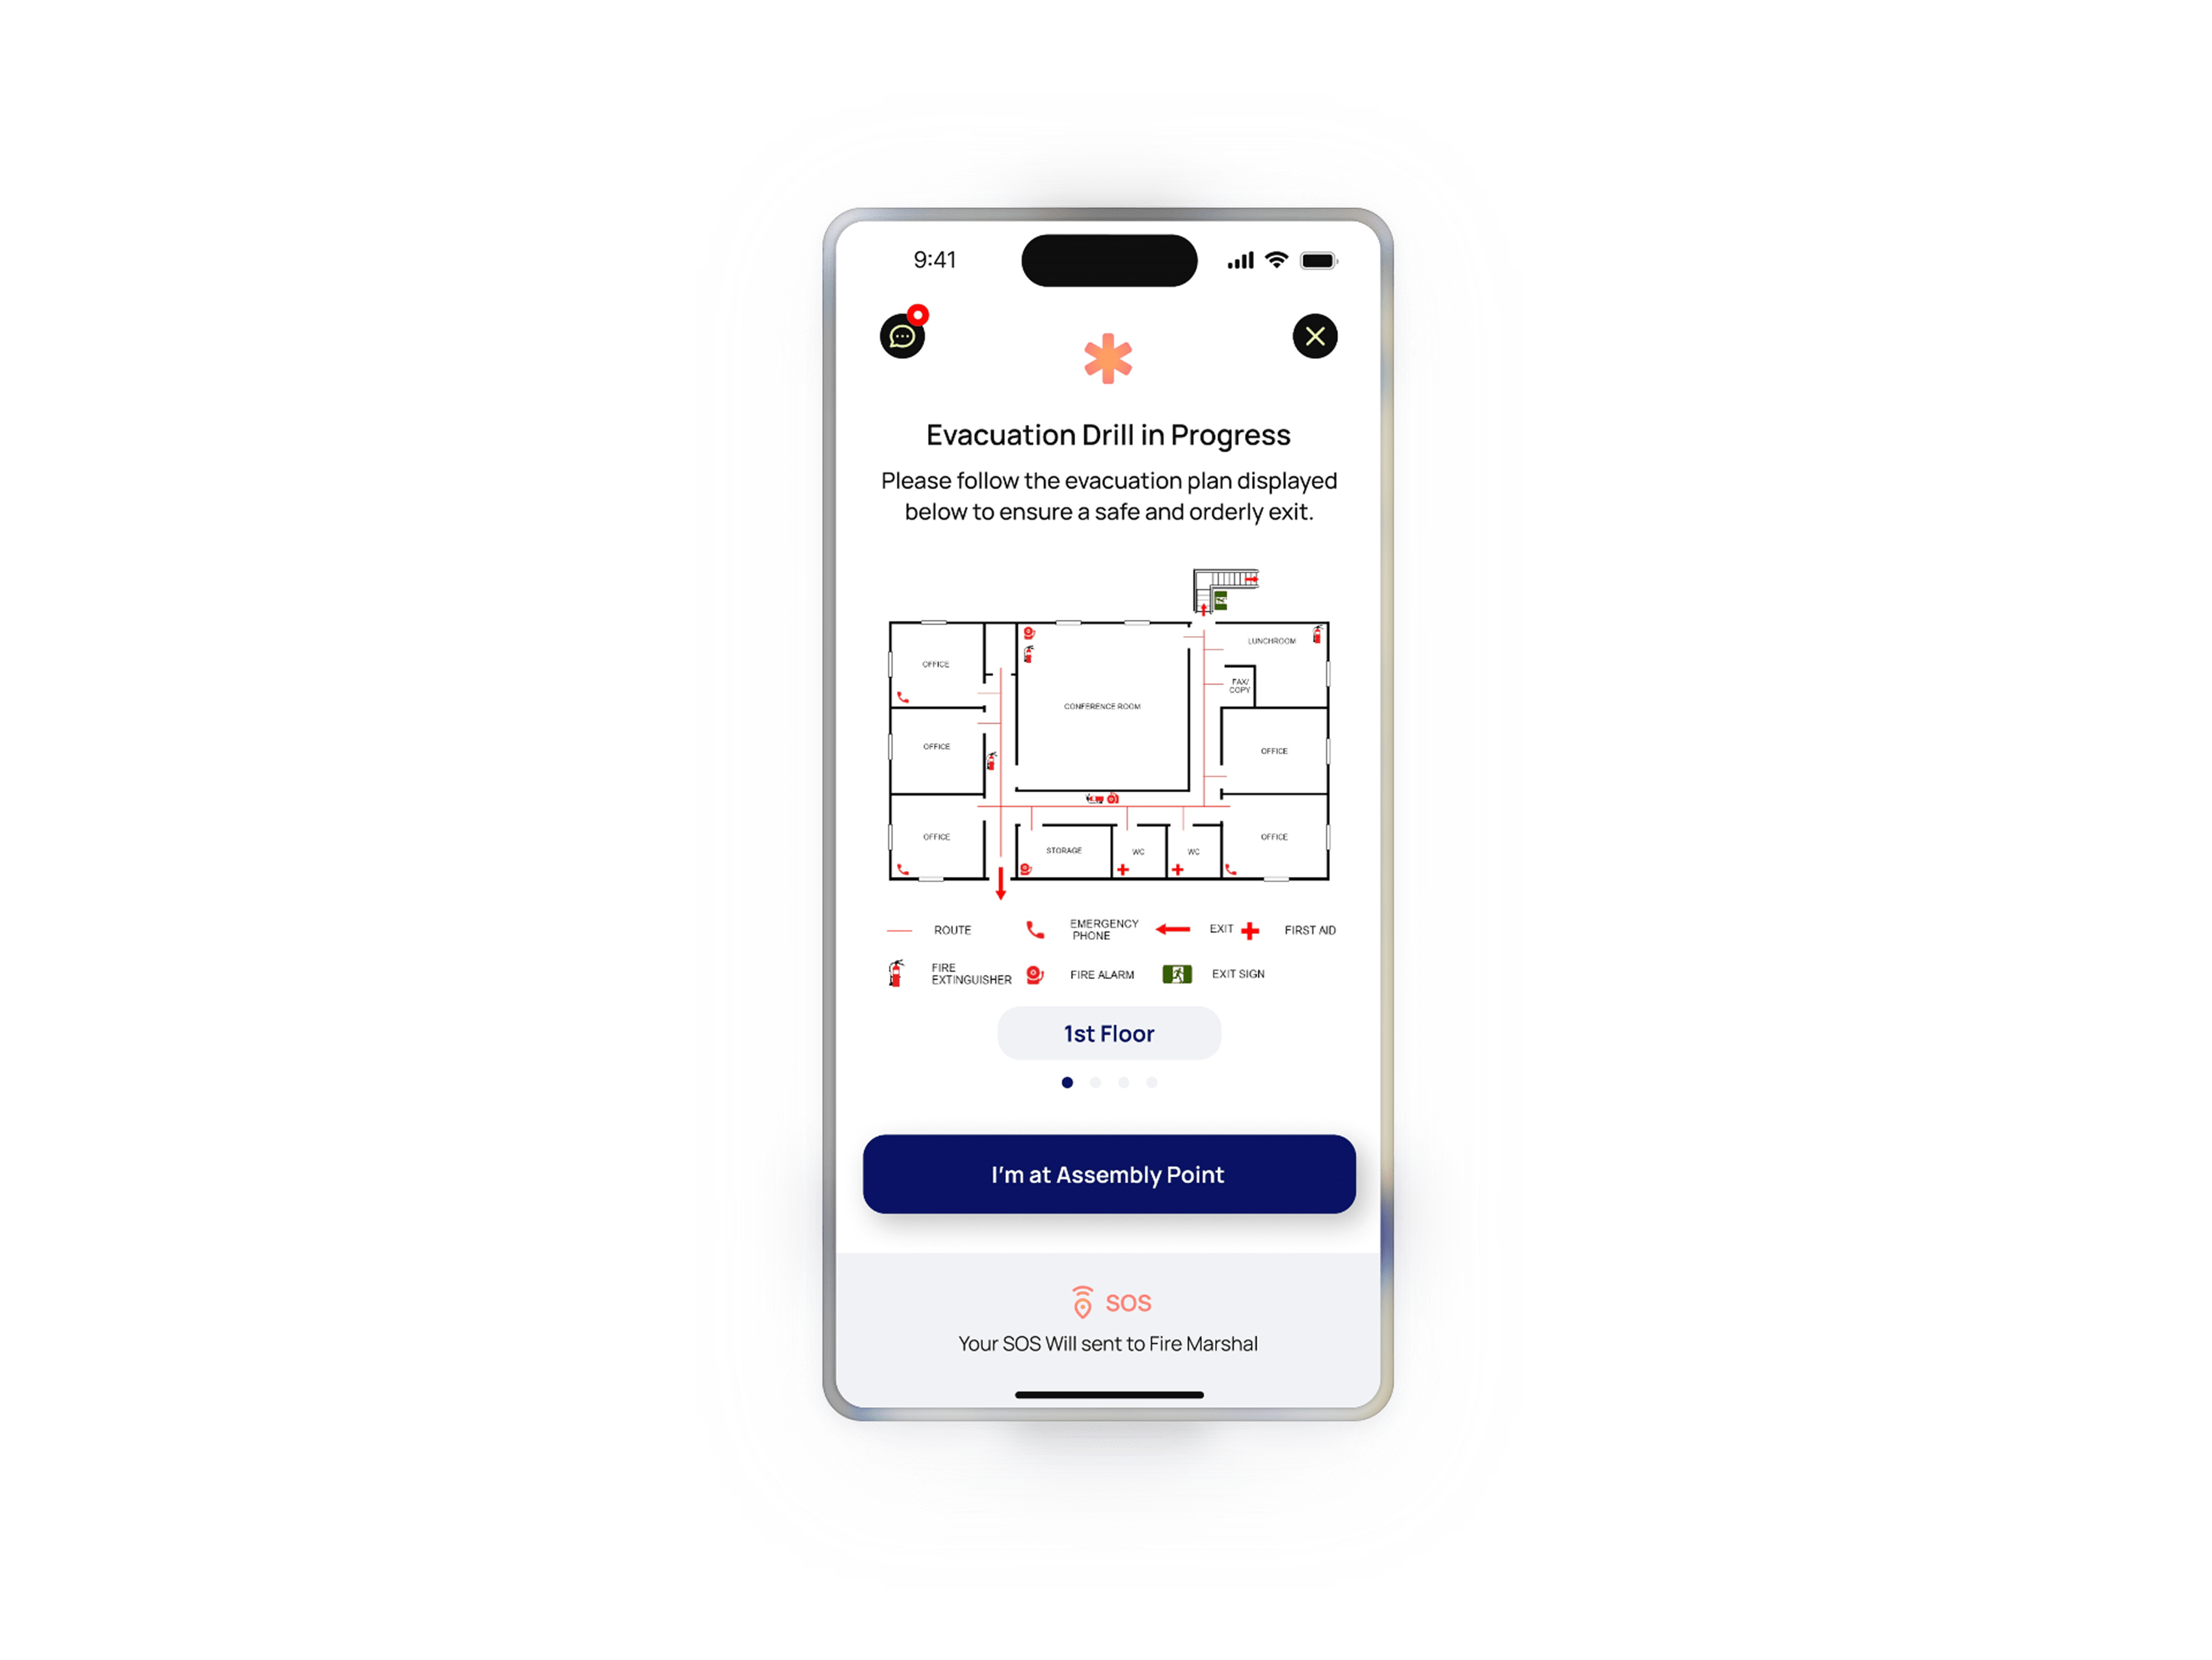 9:41
Evacuation Drill in Progress
Please follow the evacuation plan displayed
below to ensure a safe and orderly exit.
LUNCHROOM
OFFICE
FAX/
COPY
CONFERENCE ROOM
OFFICE
OFFICE
OFFICE
STORAGE
WC
WC
OFFICE
ROUTE
EMERGENCY
PHONE
EXIT
FIRST AID
FIRE
EXTINGUISHER
FIRE ALARM
EXIT SIGN
1st Floor
I'm at Assembly Point
SOS
Your SOS Will sent to Fire Marshal